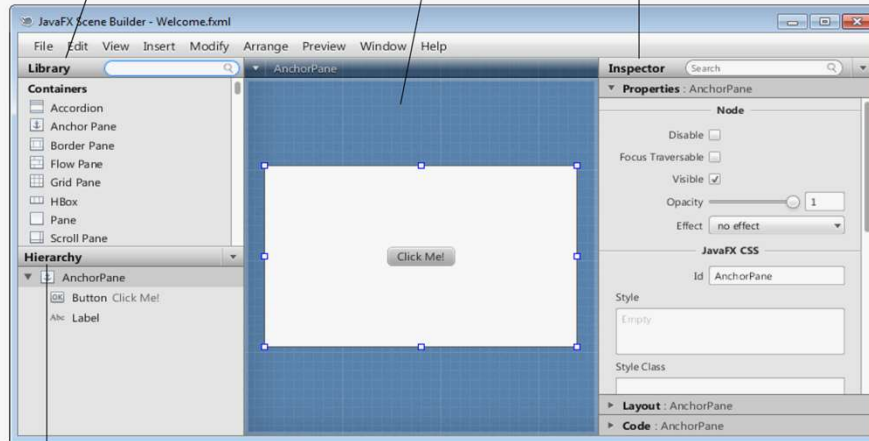 JavaFX Scene Builder - Welcome.fxml
File Edit View Insert Modify Arrange Preview Window Help
Library
Containers
Accordion
Anchor Pane
Border Pane
Flow Pane
Grid Pane
HBox
Pane
Scroll Pane
Hierarchy
AnchorPane
OK Button Click Me!
Abc Label
AnchorPane
Click Me!
Inspector Search
Properties : AnchorPane
Node
Disable
Focus Traversable
Visible
Opacity 1
Effect no effect
JavaFX CSS
Id AnchorPane
Style
Empty
Style Class
Layout : AnchorPane
Code : AnchorPane